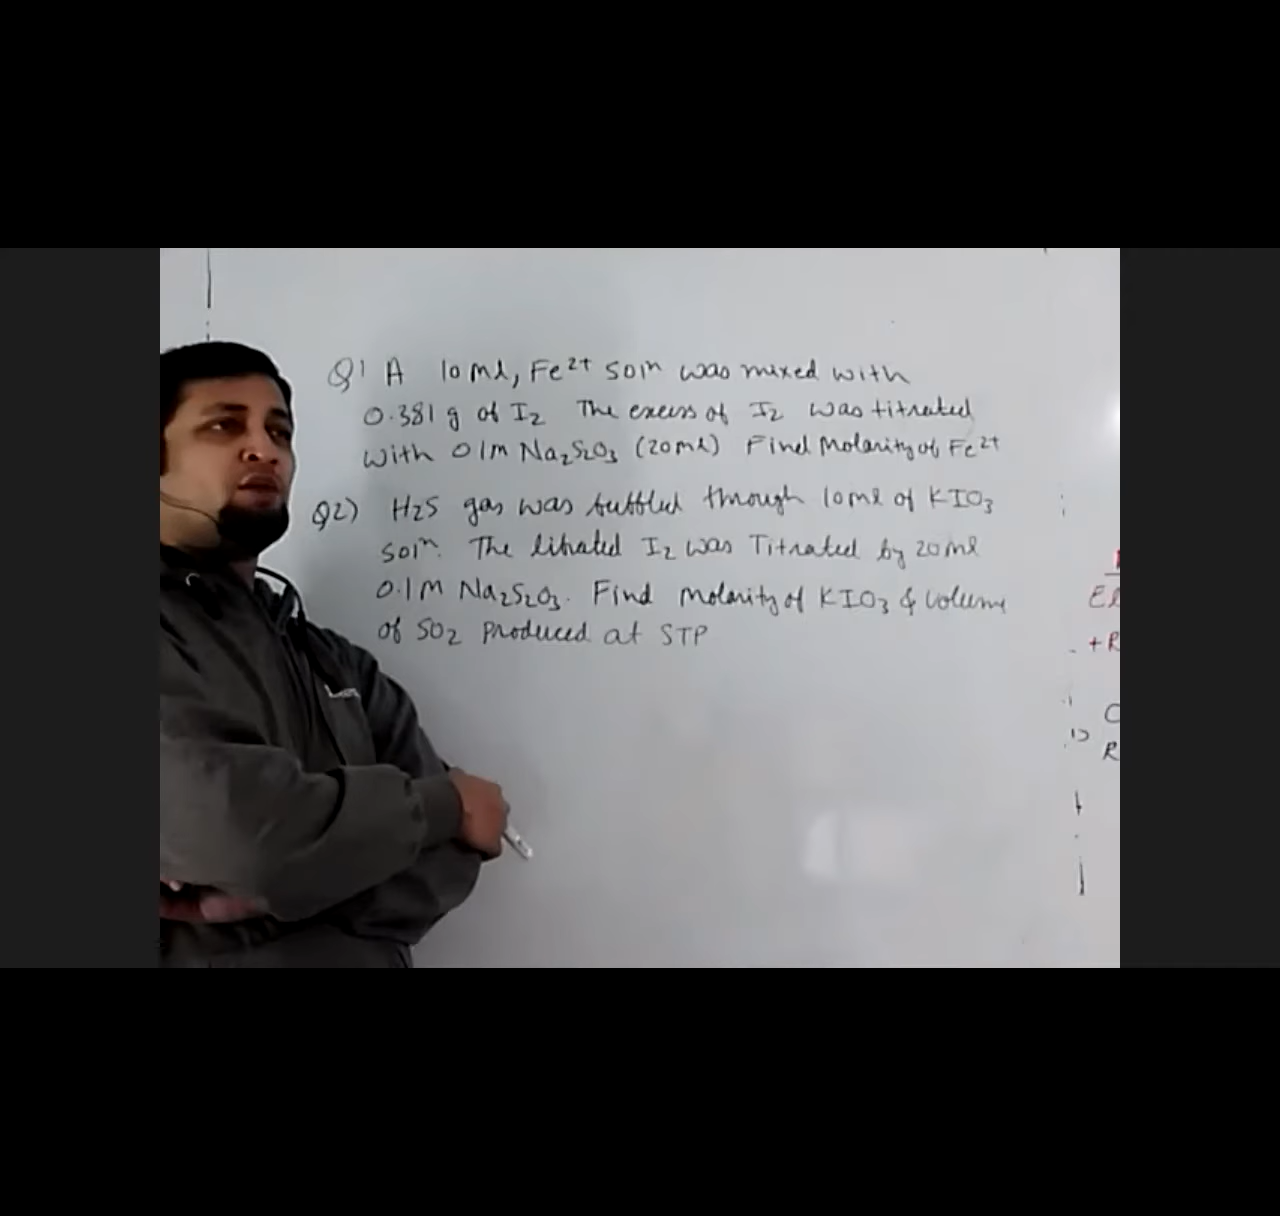 Q1 A 10 ml, Fe²⁺ solⁿ was mixed with
0.381 g of I₂ The excess of I₂ was titrated
with 0.1M Na₂S₂O₃ (20ml) Find Molarity of Fe²⁺
Q2) H₂S gas was bubbled through 10ml of KIO₃
solⁿ. The librated I₂ was Titrated by 20ml
0.1M Na₂S₂O₃. Find molarity of KIO₃ & volume
of SO₂ produced at STP
El
+R
C
R